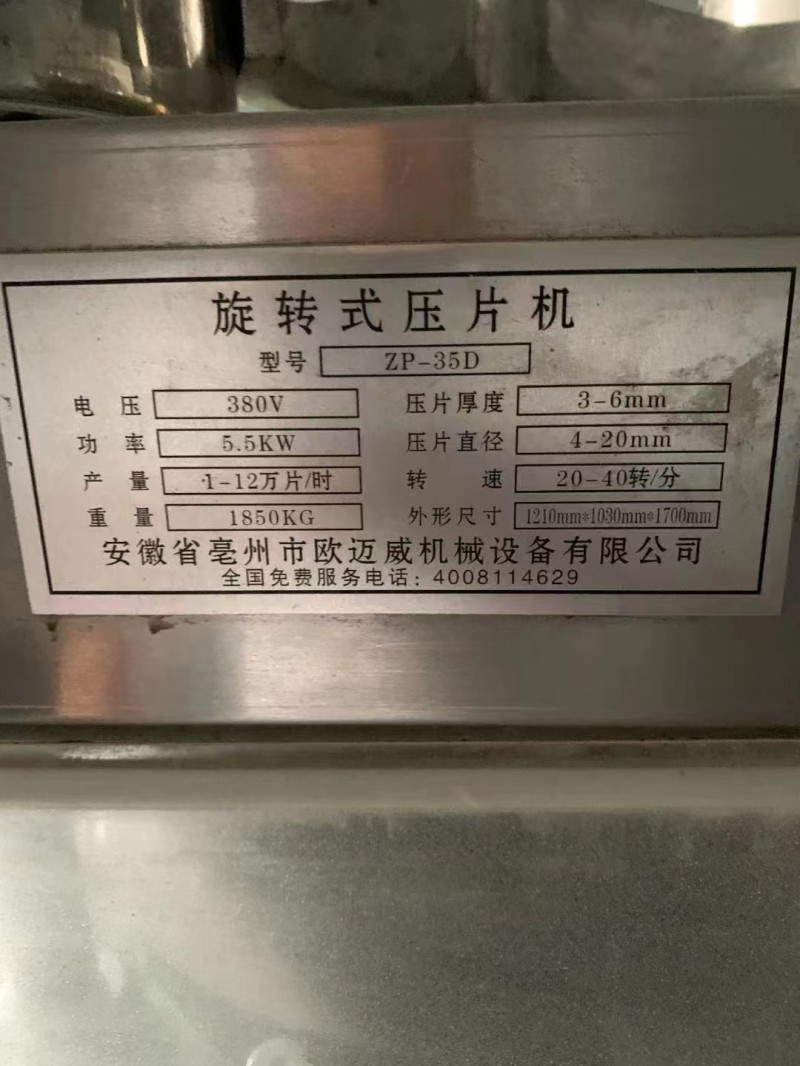 旋转式压片机
型号 ZP-35D
电压 380V 压片厚度 3-6mm
功率 5.5KW 压片直径 4-20mm
产量 1-12万片/时 转速 20-40转/分
重量 1850KG 外形尺寸 1210mm*1030mm*1700mm
安徽省亳州市欧迈威机械设备有限公司
全国免费服务电话：4008114629